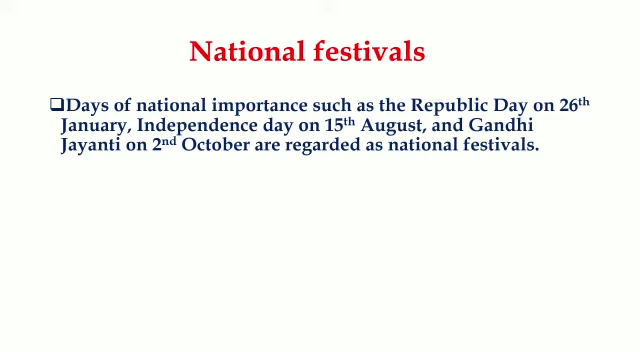 National festivals
❑Days of national importance such as the Republic Day on 26th
January, Independence day on 15th August, and Gandhi
Jayanti on 2nd October are regarded as national festivals.